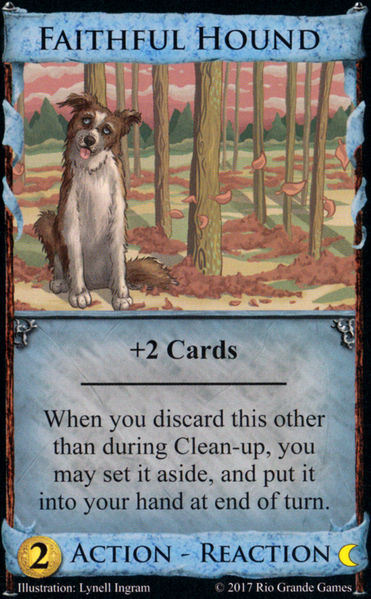 FAITHFUL HOUND
+2 Cards
When you discard this other
than during Clean-up, you
may set it aside, and put it
into your hand at end of turn.
2 ACTION - REACTION
Illustration: Lynell Ingram © 2017 Rio Grande Games